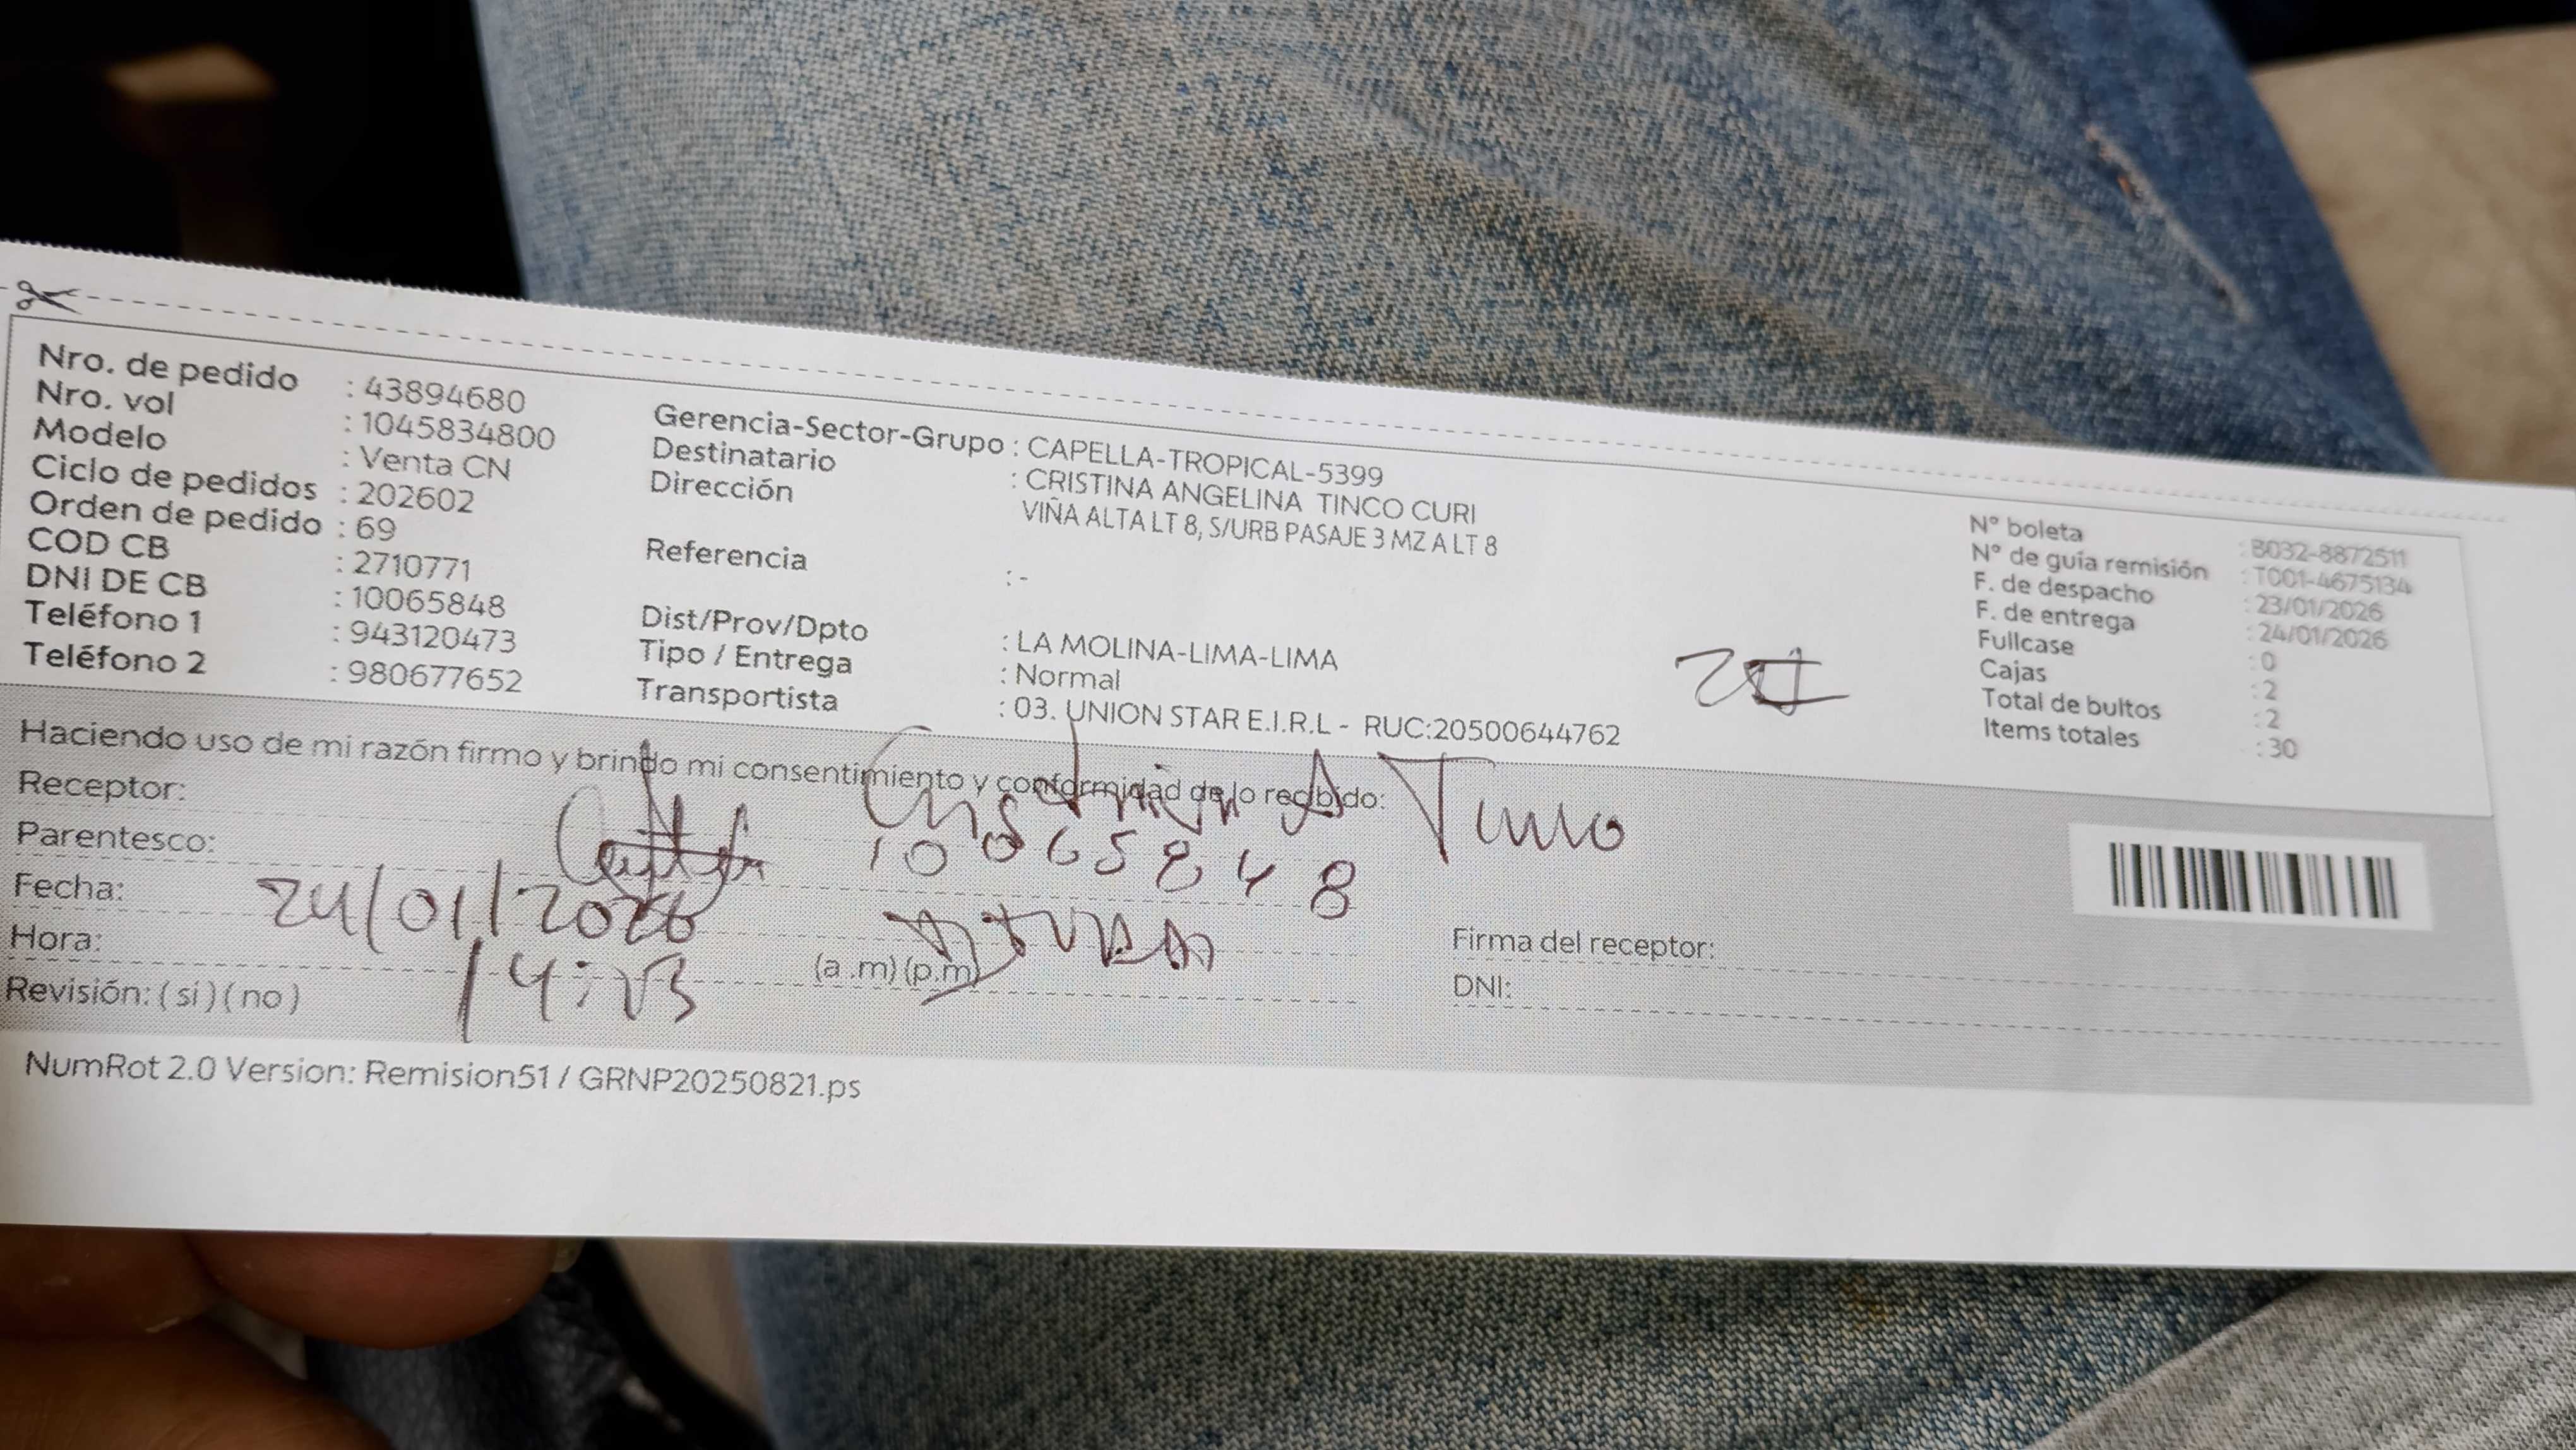 Nro. de pedido : 43894680
Nro. vol : 1045834800
Modelo : Venta CN
Ciclo de pedidos : 202602
Orden de pedido : 69
COD CB : 2710771
DNI DE CB : 10065848
Teléfono 1 : 943120473
Teléfono 2 : 980677652
Gerencia-Sector-Grupo : CAPELLA-TROPICAL-5399
Destinatario : CRISTINA ANGELINA TINCO CURI
Dirección VIÑA ALTA LT 8, S/URB PASAJE 3 MZ A LT 8
Referencia : -
Dist/Prov/Dpto : LA MOLINA-LIMA-LIMA
Tipo / Entrega : Normal
Transportista : 03. UNION STAR E.I.R.L - RUC:20500644762
N° boleta : B032-8872511
N° de guía remisión : T001-4675134
F. de despacho : 23/01/2026
F. de entrega : 24/01/2026
Fullcase : 0
Cajas : 2
Total de bultos : 2
Items totales : 30
Haciendo uso de mi razón firmo y brindo mi consentimiento y conformidad de lo recibido:
Receptor: Cristina A Tinco
Parentesco: 10065848
Fecha: 24/01/2026
Hora: 14:23 (a .m) (p.m)
Revisión: ( si ) ( no )
Firma del receptor:
DNI:
NumRot 2.0 Version: Remision51 / GRNP20250821.ps